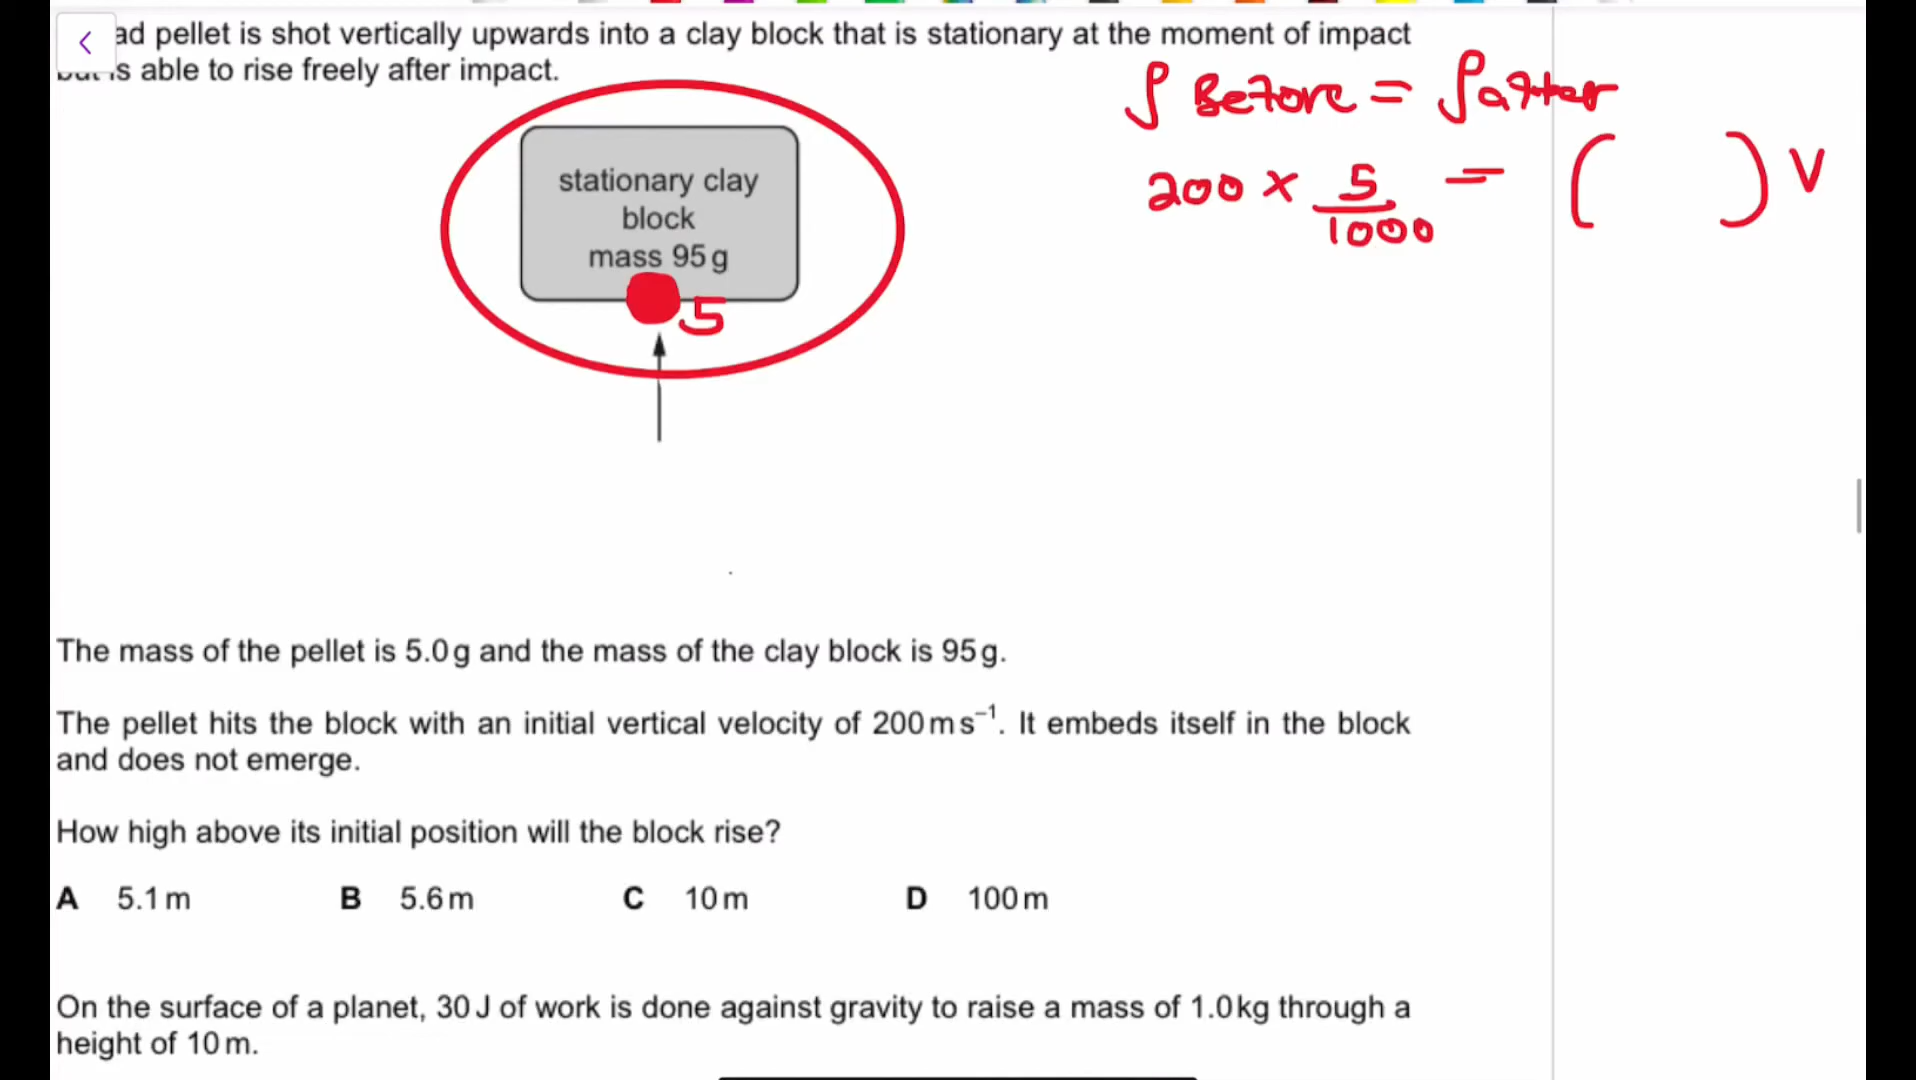 ad pellet is shot vertically upwards into a clay block that is stationary at the moment of impact
but is able to rise freely after impact.
ρ Before = ρ after
200 × 5/1000 = ( ) V
stationary clay
block
mass 95 g
5
The mass of the pellet is 5.0 g and the mass of the clay block is 95 g.
The pellet hits the block with an initial vertical velocity of 200 m s⁻¹. It embeds itself in the block
and does not emerge.
How high above its initial position will the block rise?
A 5.1 m B 5.6 m C 10 m D 100 m
On the surface of a planet, 30 J of work is done against gravity to raise a mass of 1.0 kg through a
height of 10 m.